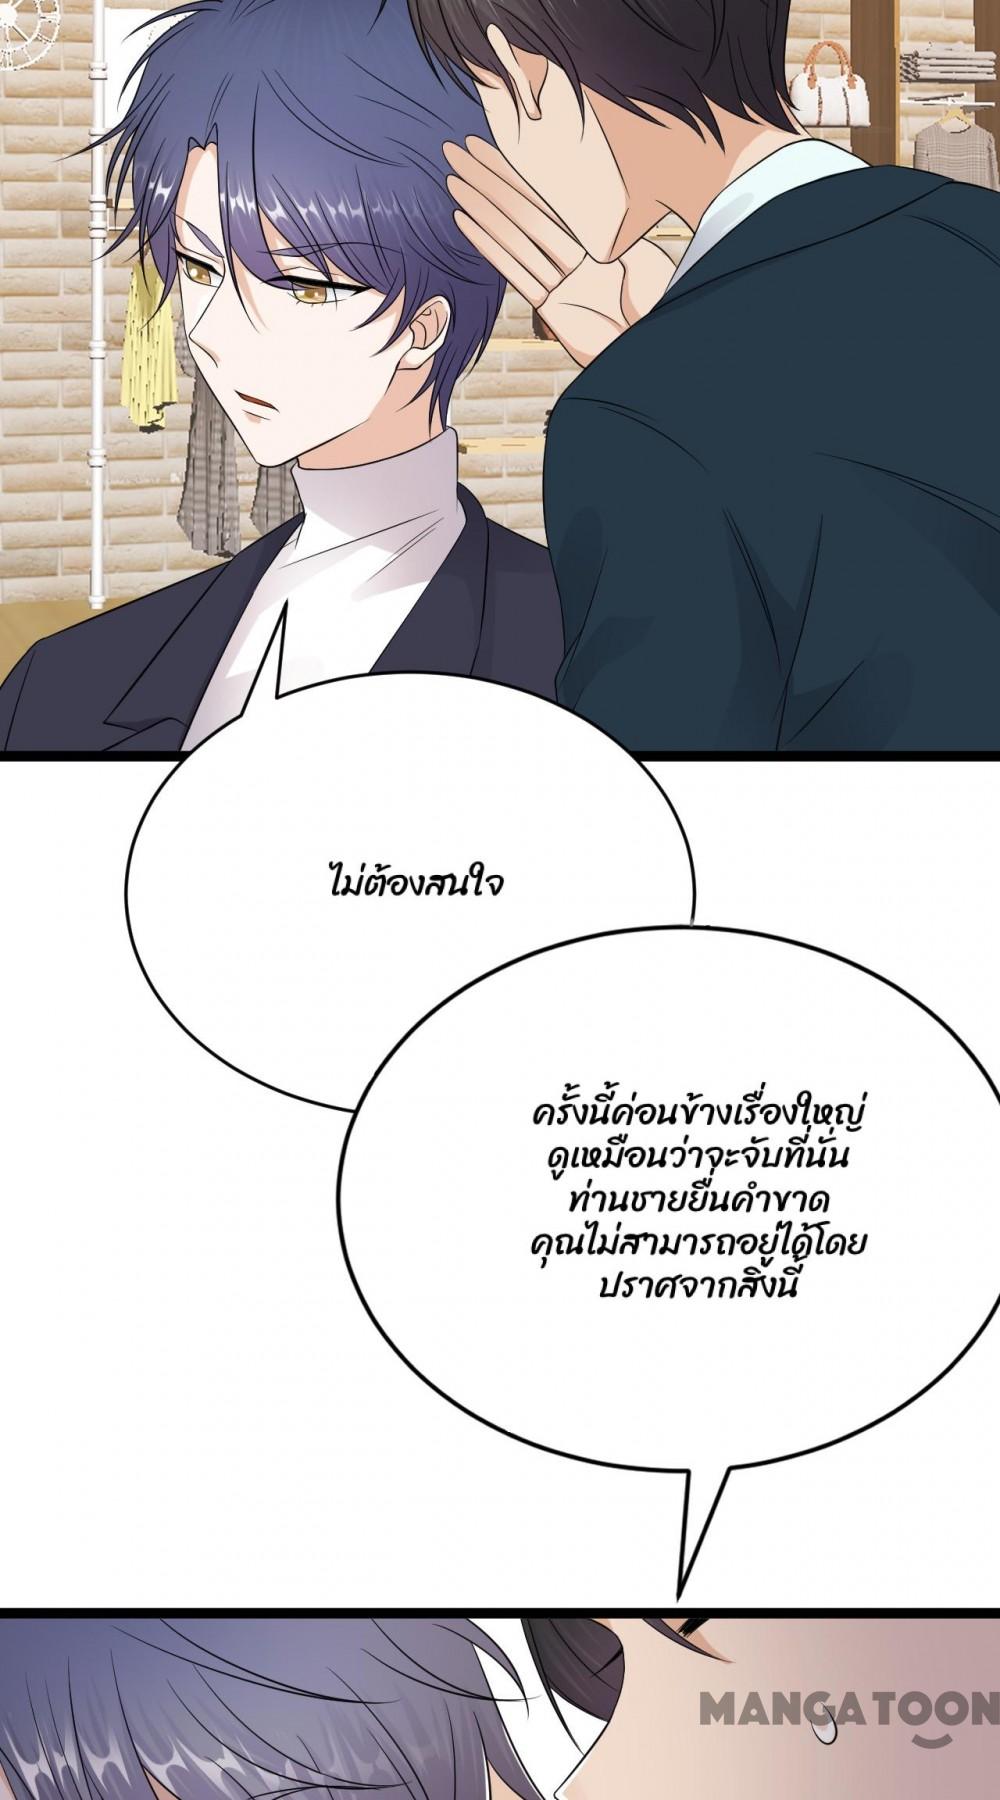 ไม่ต้องสนใจ
ครั้งนี้ค่อนข้างเรื่องใหญ่
ดูเหมือนว่าจะจับที่นั่น
ท่านชายยื่นคำขาด
คุณไม่สามารถอยู่ได้โดย
ปราศจากสิ่งนี้
MANGATOON